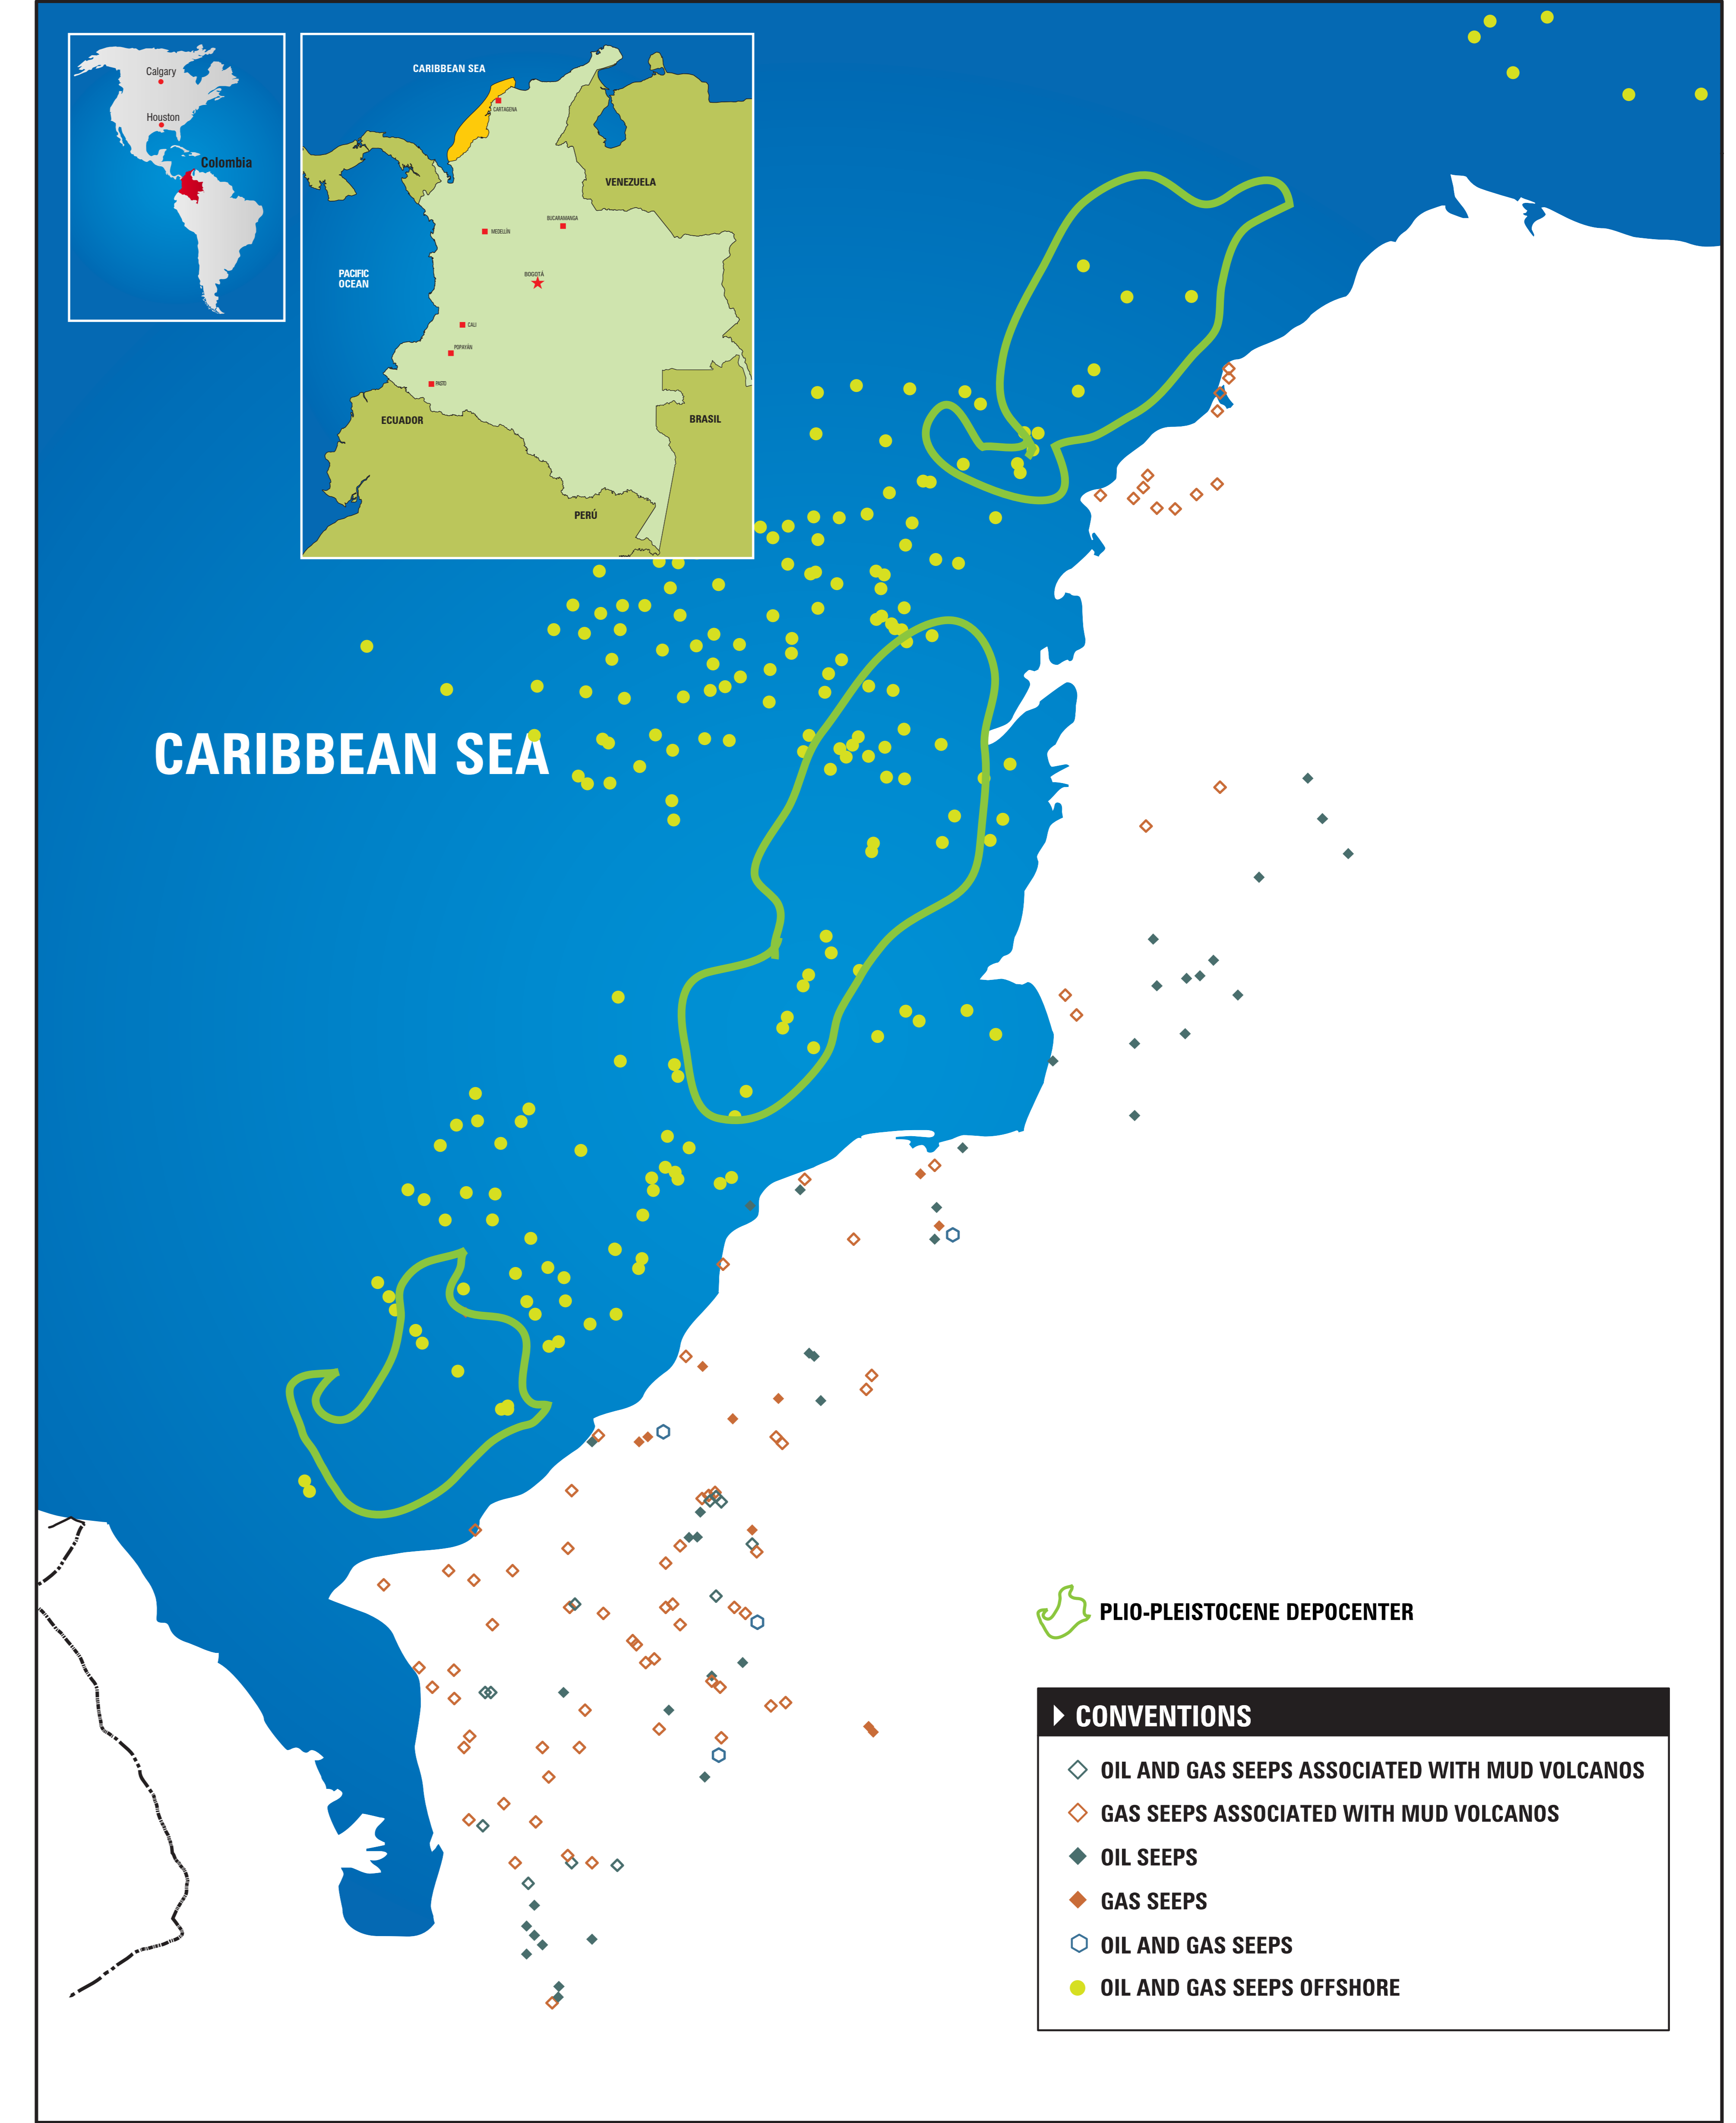 Calgary
Houston
Colombia
CARIBBEAN SEA
CARTAGENA
VENEZUELA
BUCARAMANGA
MEDELLÍN
PACIFIC
OCEAN
BOGOTÁ
CALI
POPAYÁN
PASTO
ECUADOR
BRASIL
PERÚ
CARIBBEAN SEA
PLIO-PLEISTOCENE DEPOCENTER
CONVENTIONS
OIL AND GAS SEEPS ASSOCIATED WITH MUD VOLCANOS
GAS SEEPS ASSOCIATED WITH MUD VOLCANOS
OIL SEEPS
GAS SEEPS
OIL AND GAS SEEPS
OIL AND GAS SEEPS OFFSHORE